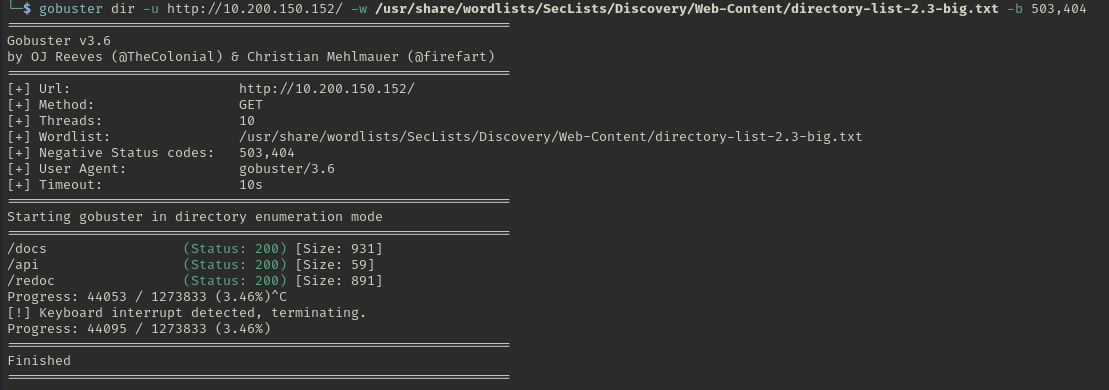 └─$ gobuster dir -u http://10.200.150.152/ -w /usr/share/wordlists/SecLists/Discovery/Web-Content/directory-list-2.3-big.txt -b 503,404
===============================================================
Gobuster v3.6
by OJ Reeves (@TheColonial) & Christian Mehlmauer (@firefart)
===============================================================
[+] Url:                     http://10.200.150.152/
[+] Method:                  GET
[+] Threads:                 10
[+] Wordlist:                /usr/share/wordlists/SecLists/Discovery/Web-Content/directory-list-2.3-big.txt
[+] Negative Status codes:   503,404
[+] User Agent:              gobuster/3.6
[+] Timeout:                 10s
===============================================================
Starting gobuster in directory enumeration mode
===============================================================
/docs                 (Status: 200) [Size: 931]
/api                  (Status: 200) [Size: 59]
/redoc                (Status: 200) [Size: 891]
Progress: 44053 / 1273833 (3.46%)^C
[!] Keyboard interrupt detected, terminating.
Progress: 44095 / 1273833 (3.46%)
===============================================================
Finished
===============================================================